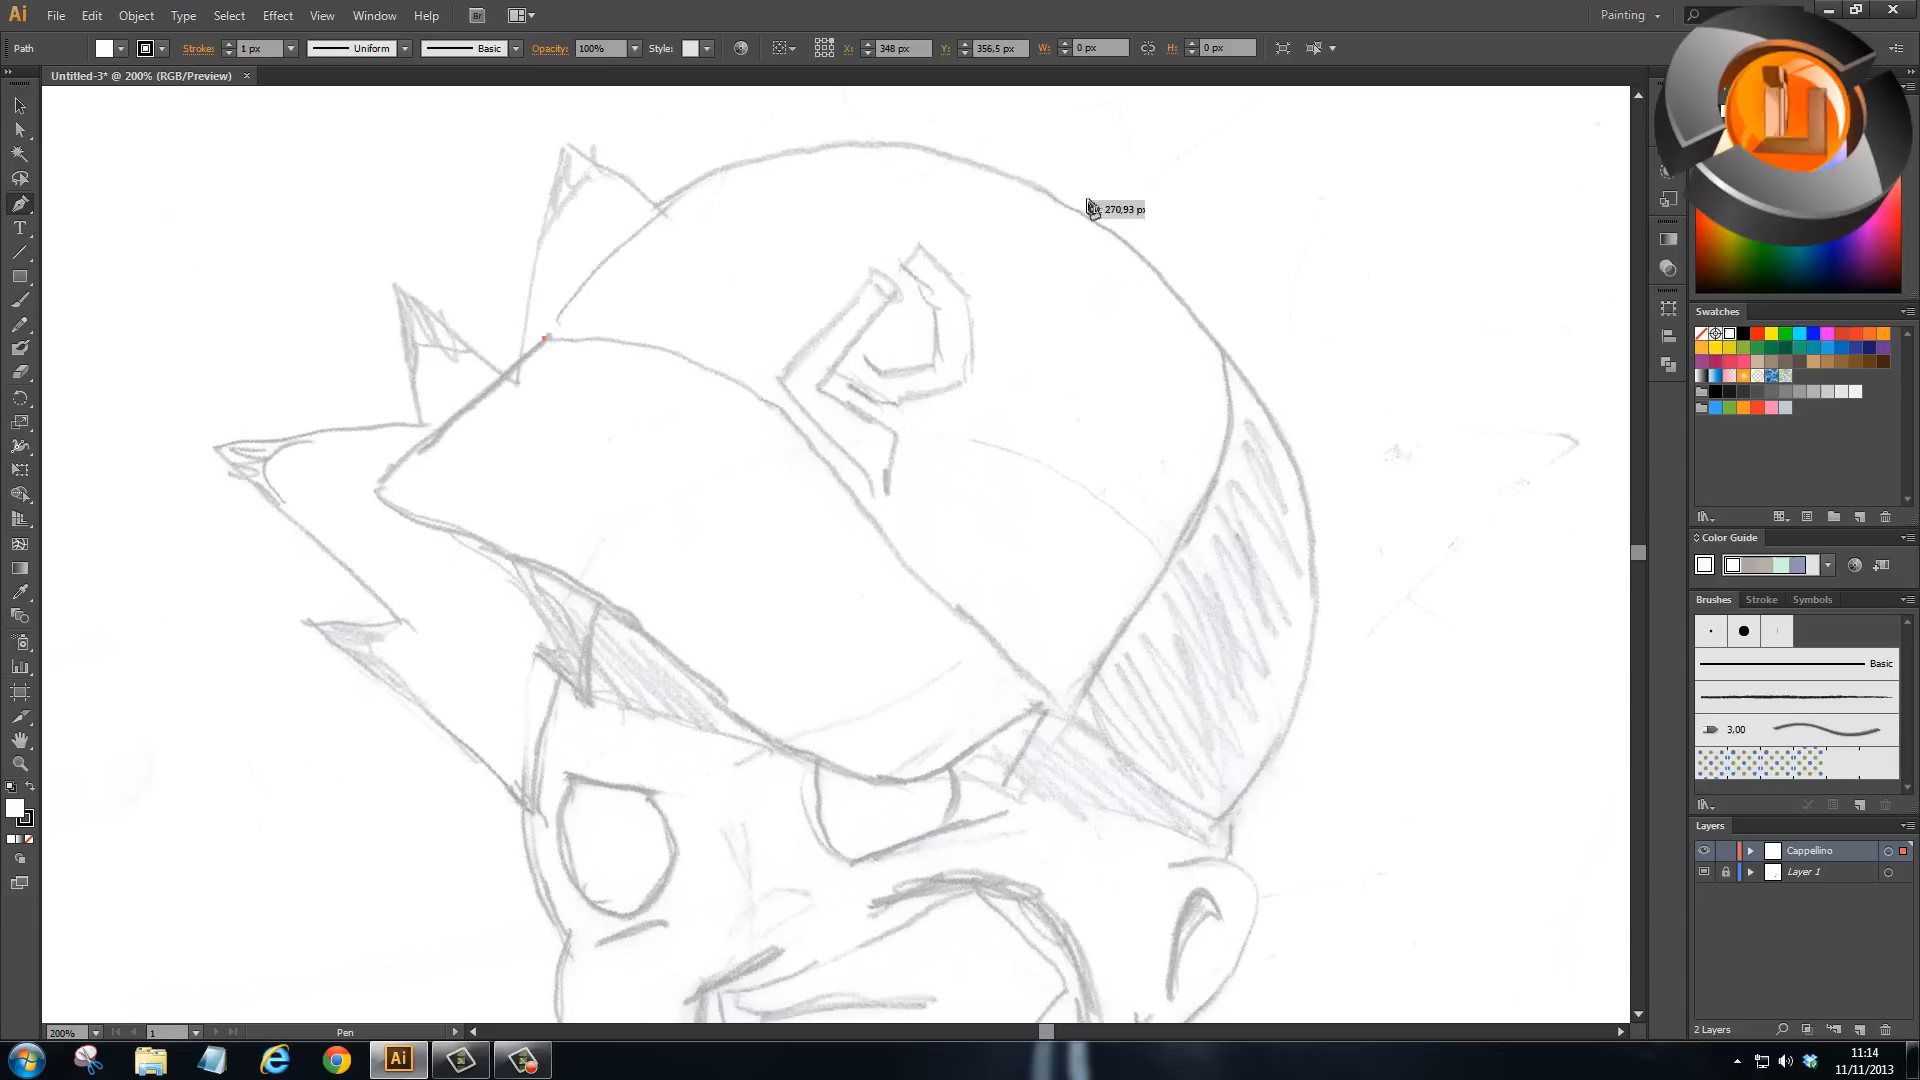 Ai File Edit Object Type Select Effect View Window Help Br Painting
Path Stroke: 1 px Uniform Basic Opacity: 100% Style: X: 348 px Y: 356,5 px W: 0 px H: 0 px
Untitled-3* @ 200% (RGB/Preview) ×
270,93 px
Swatches
Color Guide
Brushes Stroke Symbols
Basic
3,00
Layers
Cappellino
Layer 1
2 Layers
200% 1 Pen
Ai
11:14
11/11/2013